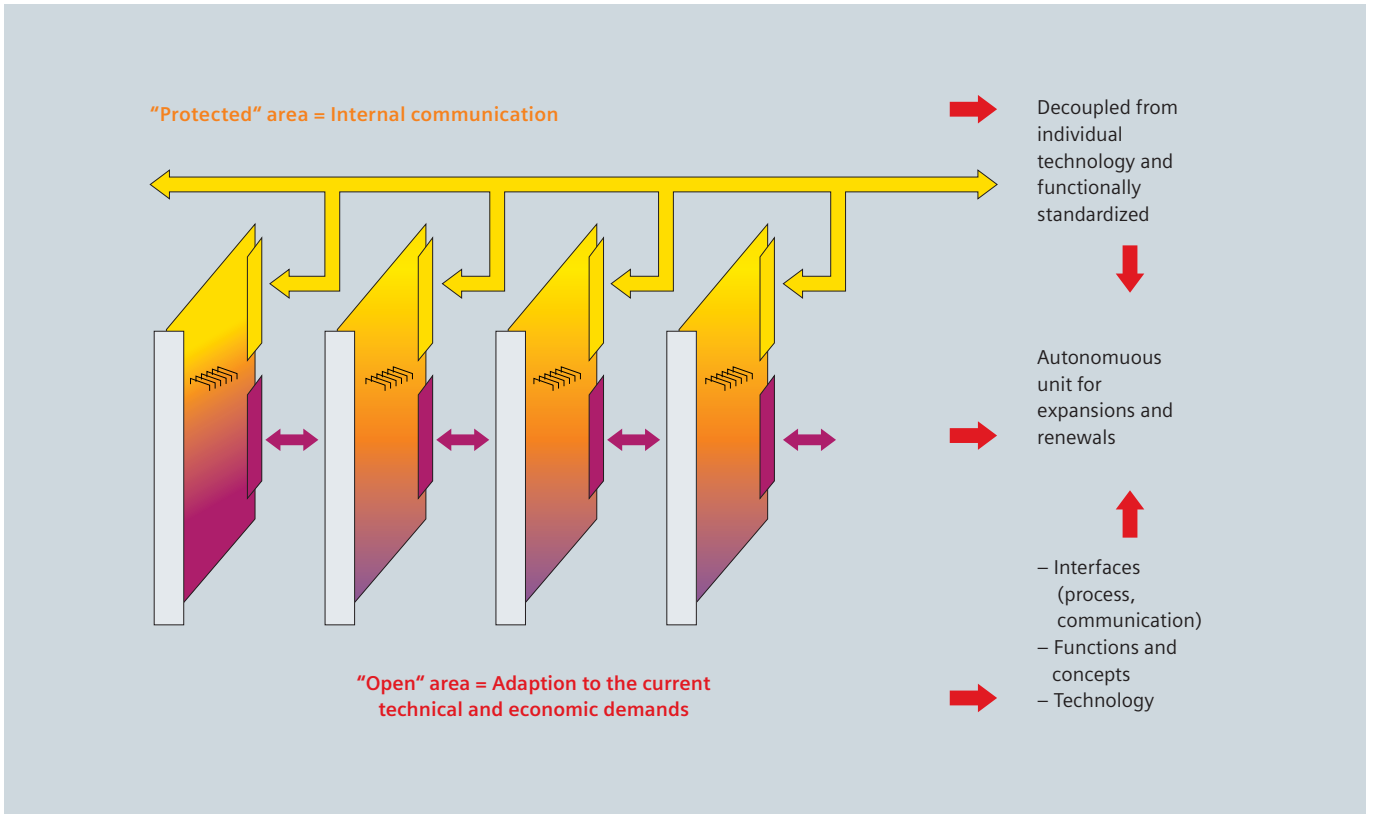 “Protected“ area = Internal communication
Decoupled from
individual
technology and
functionally
standardized
Autonomuous
unit for
expansions and
renewals
– Interfaces
(process,
communication)
– Functions and
concepts
– Technology
“Open“ area = Adaption to the current
technical and economic demands